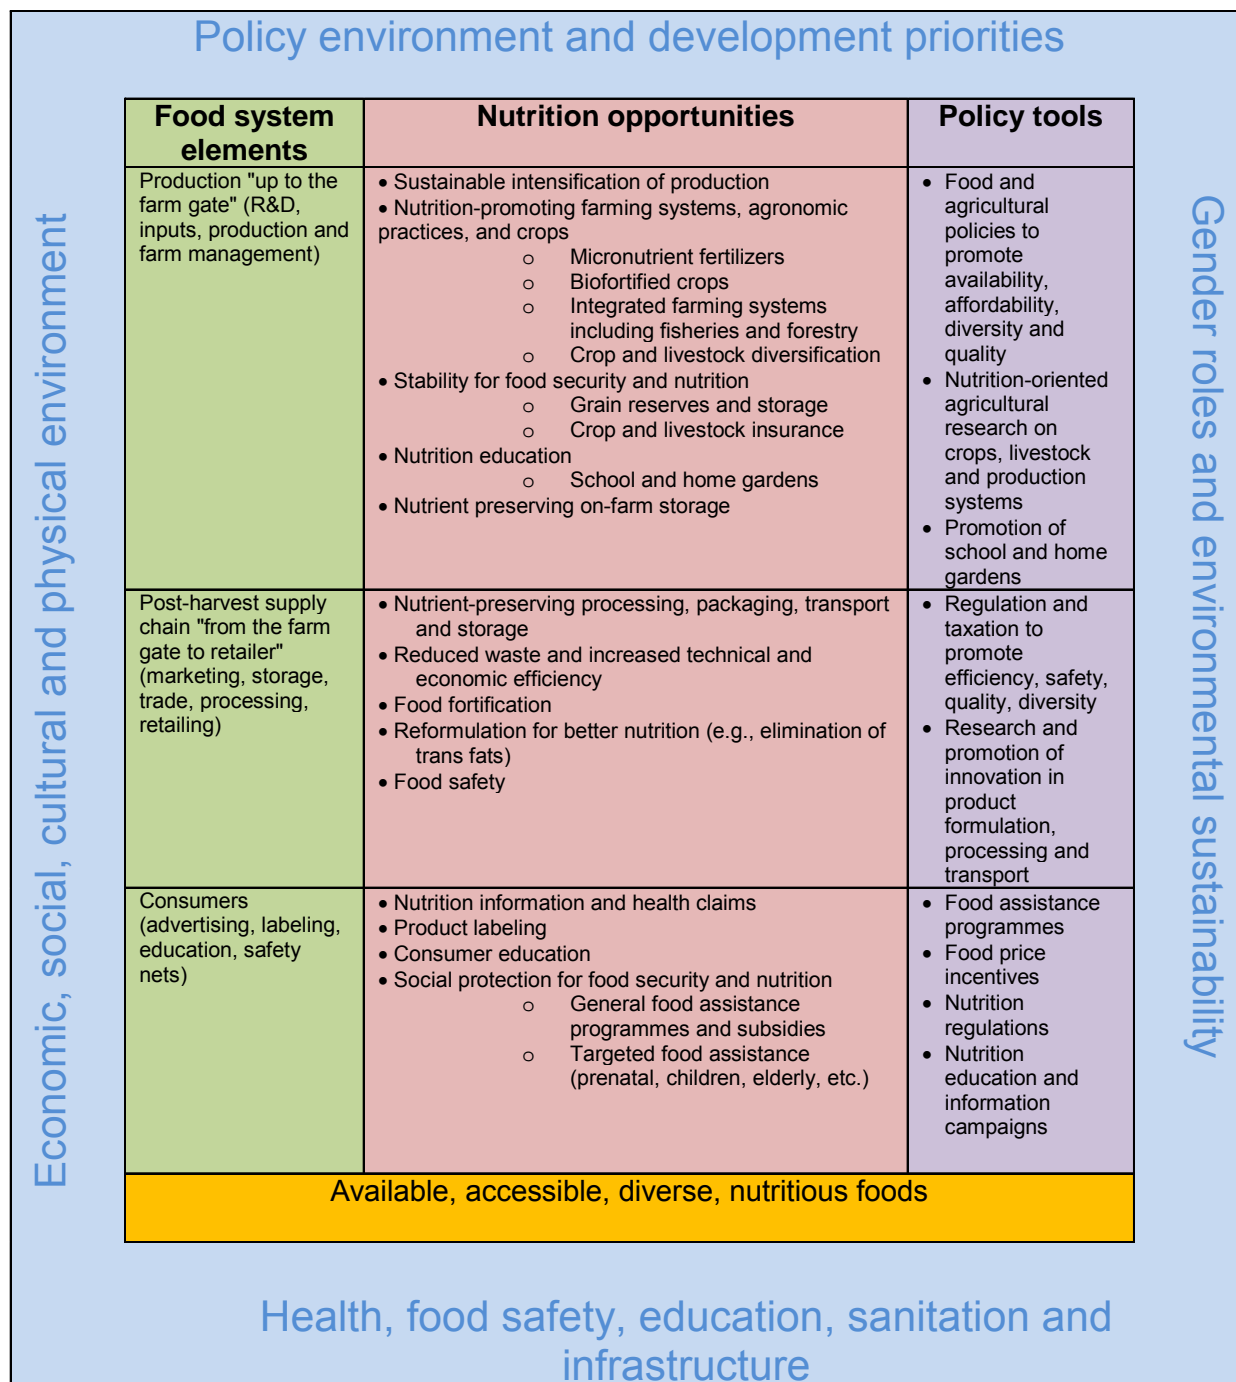 Policy environment and development priorities
Economic, social, cultural and physical environment
Food system
elements
Nutrition opportunities
Policy tools
Production "up to the
farm gate" (R&D,
inputs, production and
farm management)
• Sustainable intensification of production
• Nutrition-promoting farming systems, agronomic
practices, and crops
o Micronutrient fertilizers
o Biofortified crops
o Integrated farming systems
including fisheries and forestry
o Crop and livestock diversification
• Stability for food security and nutrition
o Grain reserves and storage
o Crop and livestock insurance
• Nutrition education
o School and home gardens
• Nutrient preserving on-farm storage
• Food and
agricultural
policies to
promote
availability,
affordability,
diversity and
quality
• Nutrition-oriented
agricultural
research on
crops, livestock
and production
systems
• Promotion of
school and home
gardens
Post-harvest supply
chain "from the farm
gate to retailer"
(marketing, storage,
trade, processing,
retailing)
• Nutrient-preserving processing, packaging, transport
and storage
• Reduced waste and increased technical and
economic efficiency
• Food fortification
• Reformulation for better nutrition (e.g., elimination of
trans fats)
• Food safety
• Regulation and
taxation to
promote
efficiency, safety,
quality, diversity
• Research and
promotion of
innovation in
product
formulation,
processing and
transport
Consumers
(advertising, labeling,
education, safety
nets)
• Nutrition information and health claims
• Product labeling
• Consumer education
• Social protection for food security and nutrition
o General food assistance
programmes and subsidies
o Targeted food assistance
(prenatal, children, elderly, etc.)
• Food assistance
programmes
• Food price
incentives
• Nutrition
regulations
• Nutrition
education and
information
campaigns
Available, accessible, diverse, nutritious foods
Gender roles and environmental sustainability
Health, food safety, education, sanitation and
infrastructure